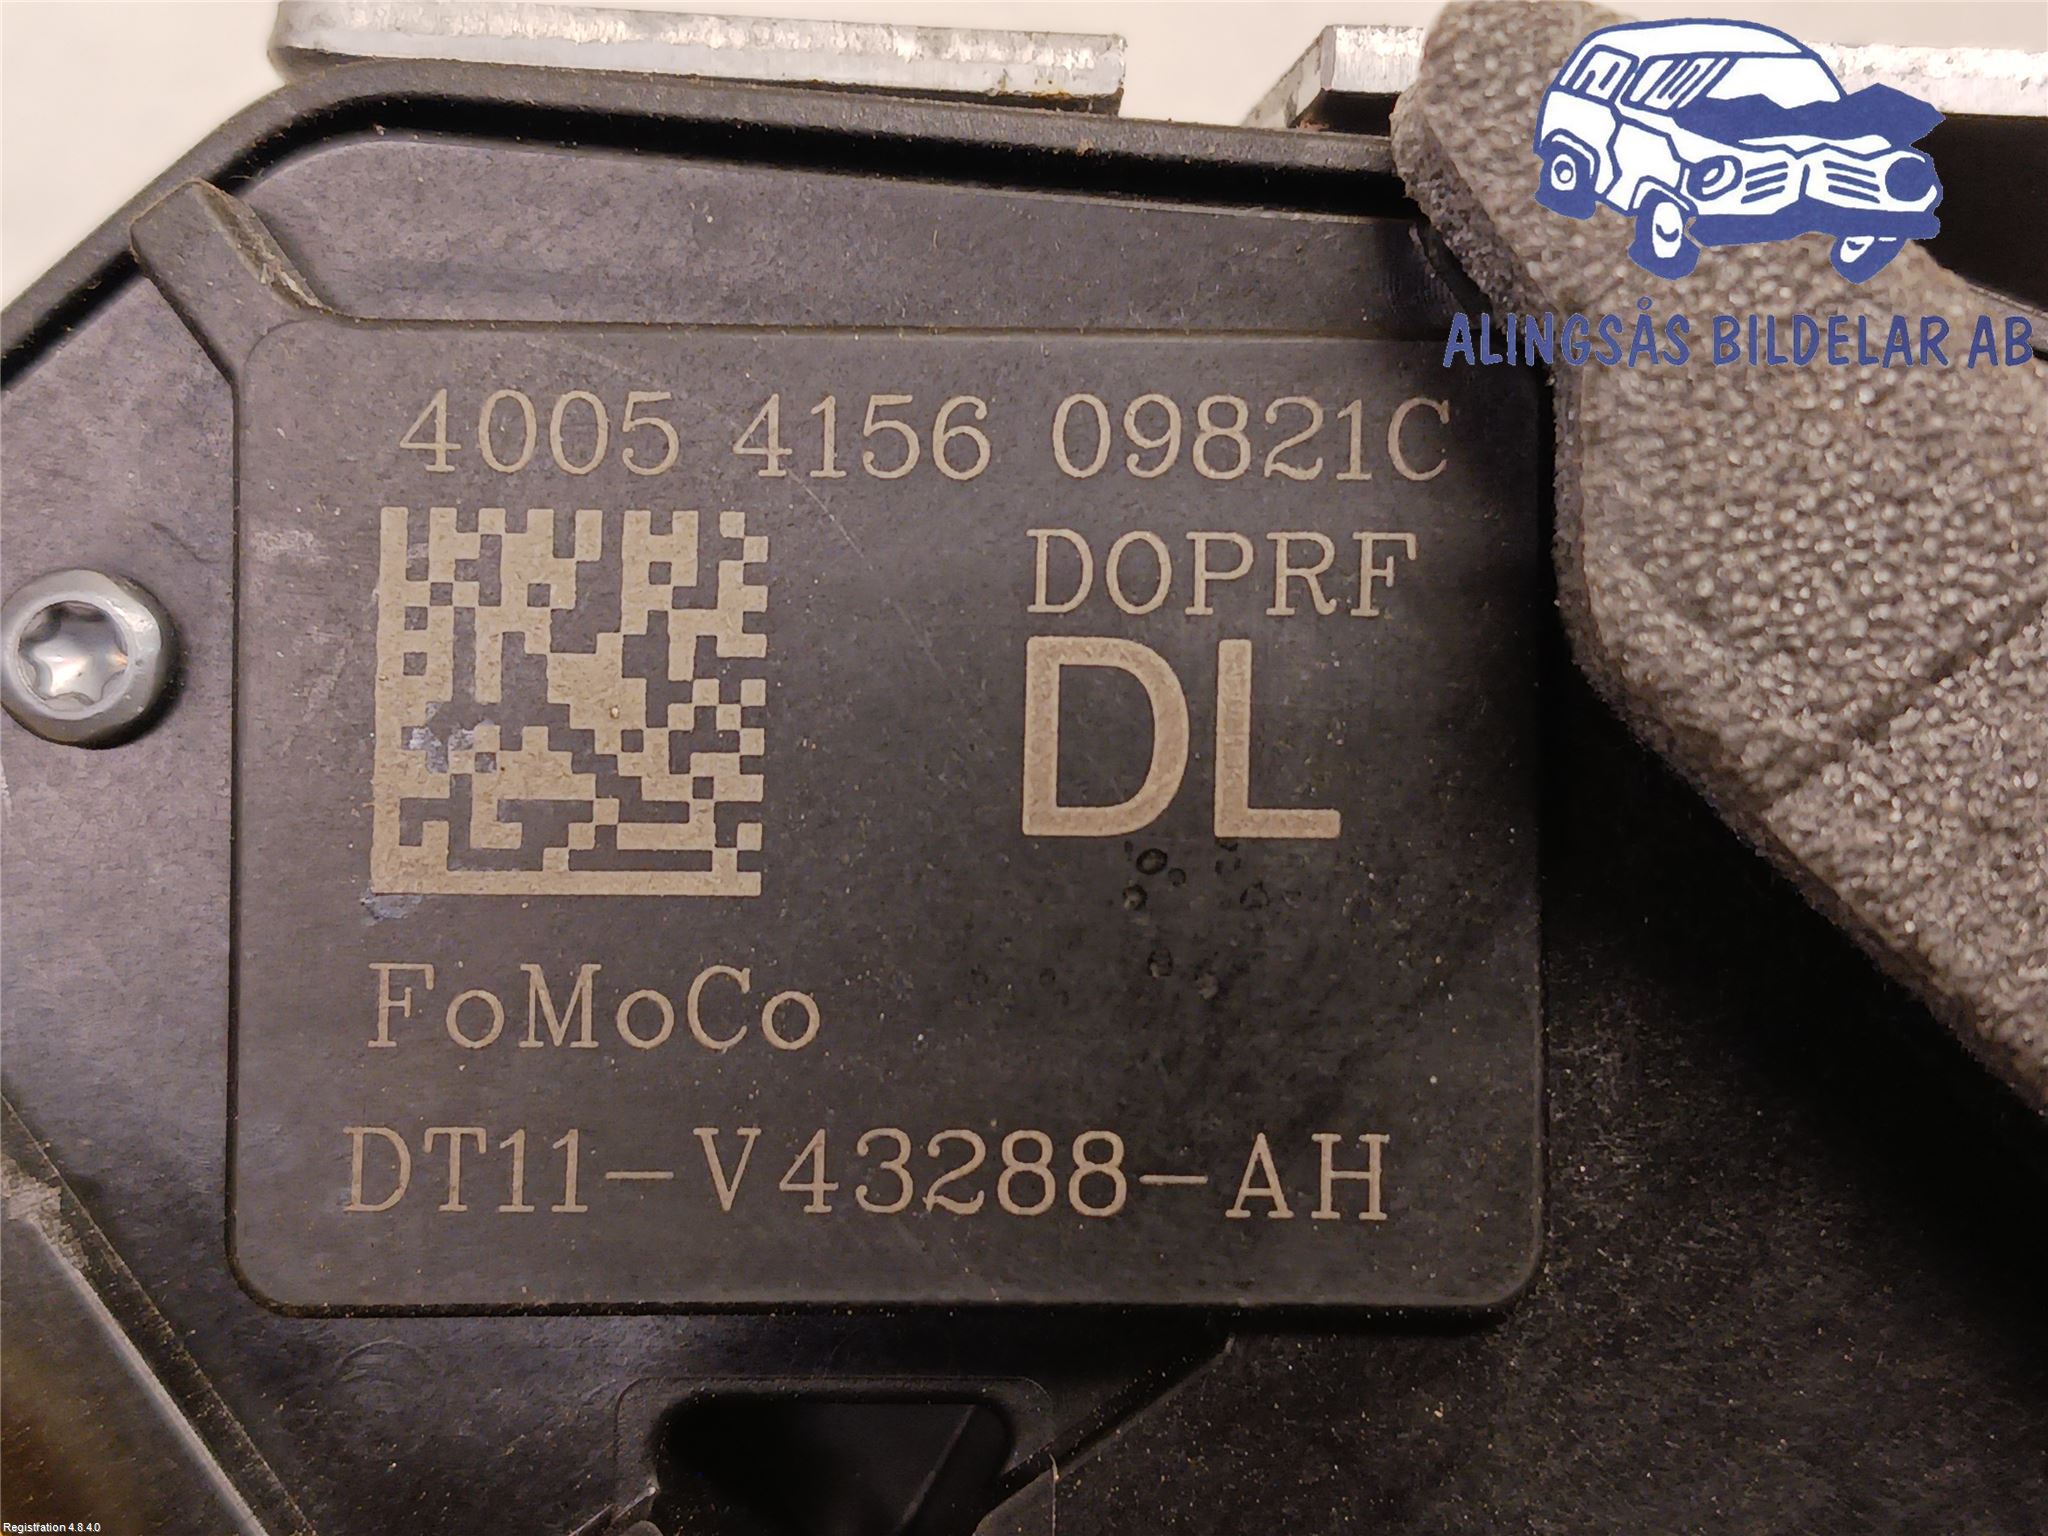 ALINGSÅS BILDELAR AB
4005 4156 09821C
DOPRF
DL
FoMoCo
DT11-V43288-AH
Registration 4.8.4.0